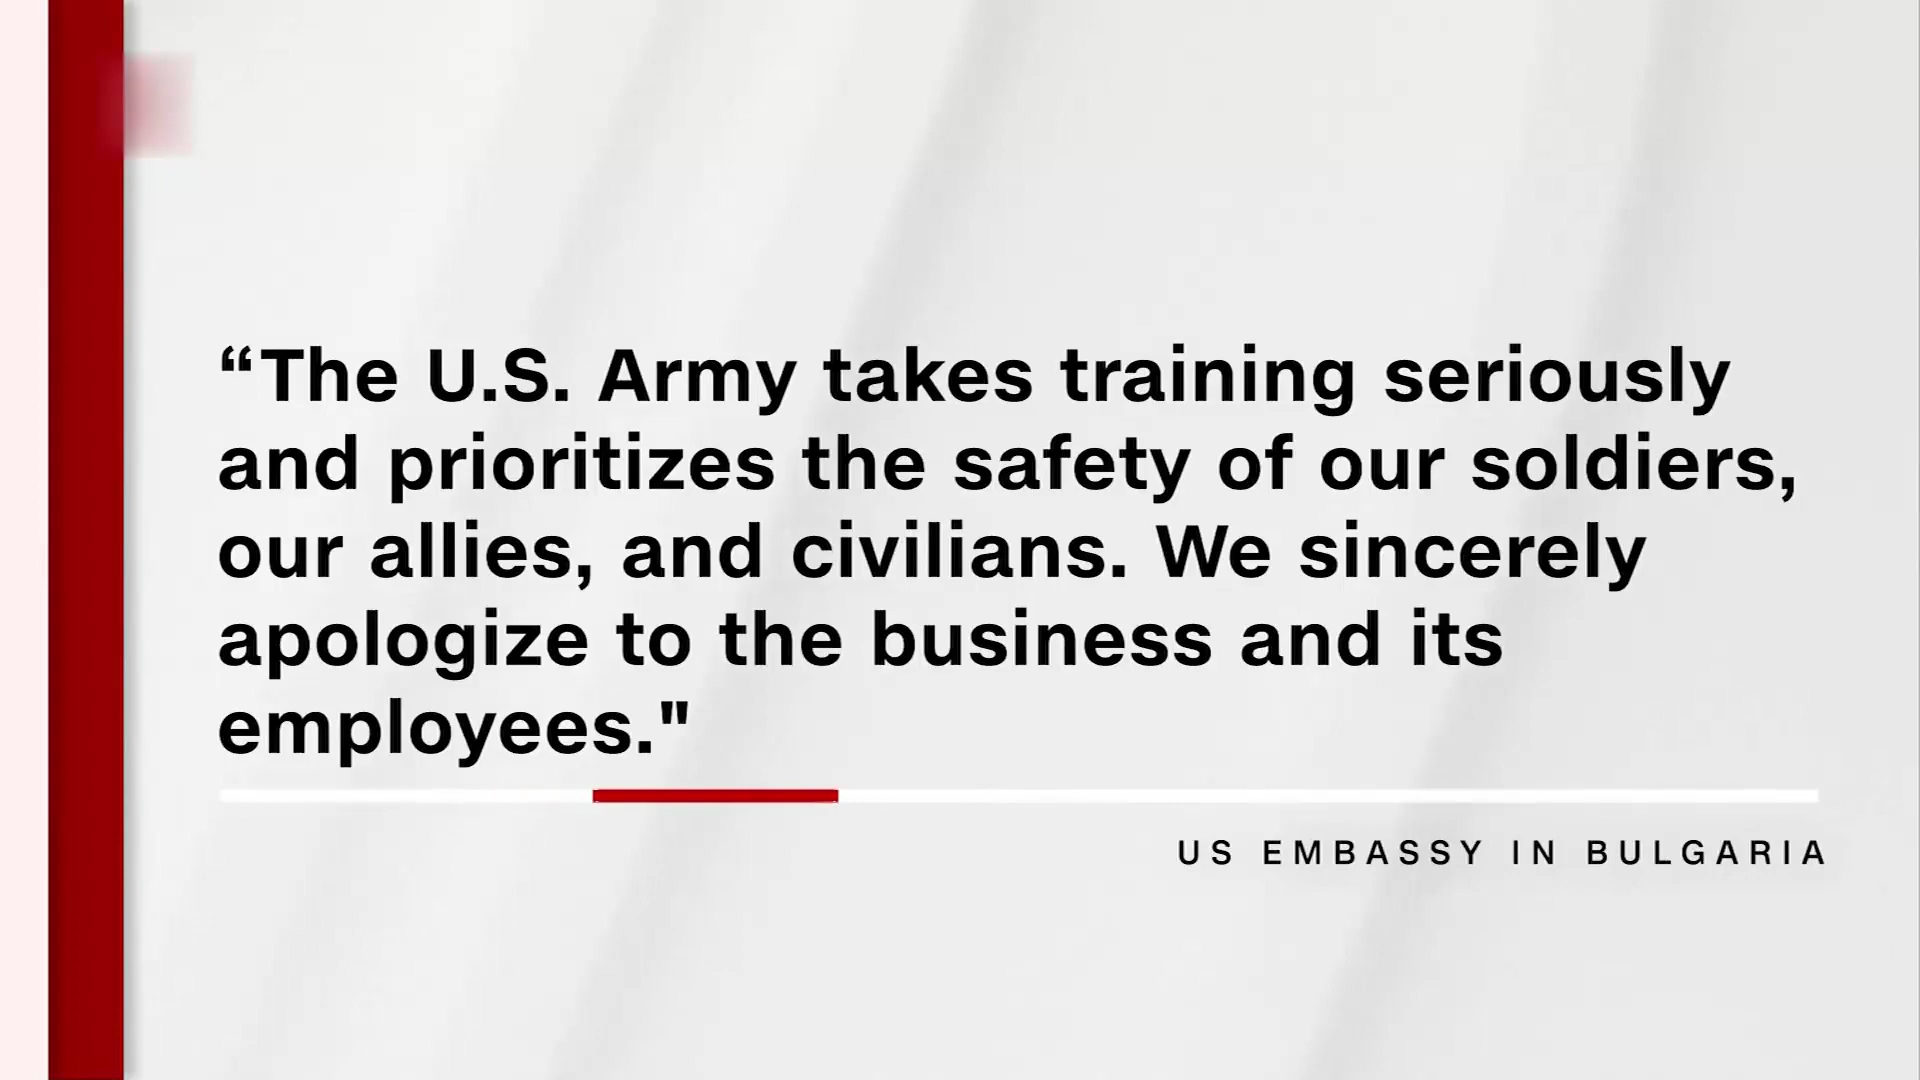 “The U.S. Army takes training seriously
and prioritizes the safety of our soldiers,
our allies, and civilians. We sincerely
apologize to the business and its
employees."
US EMBASSY IN BULGARIA